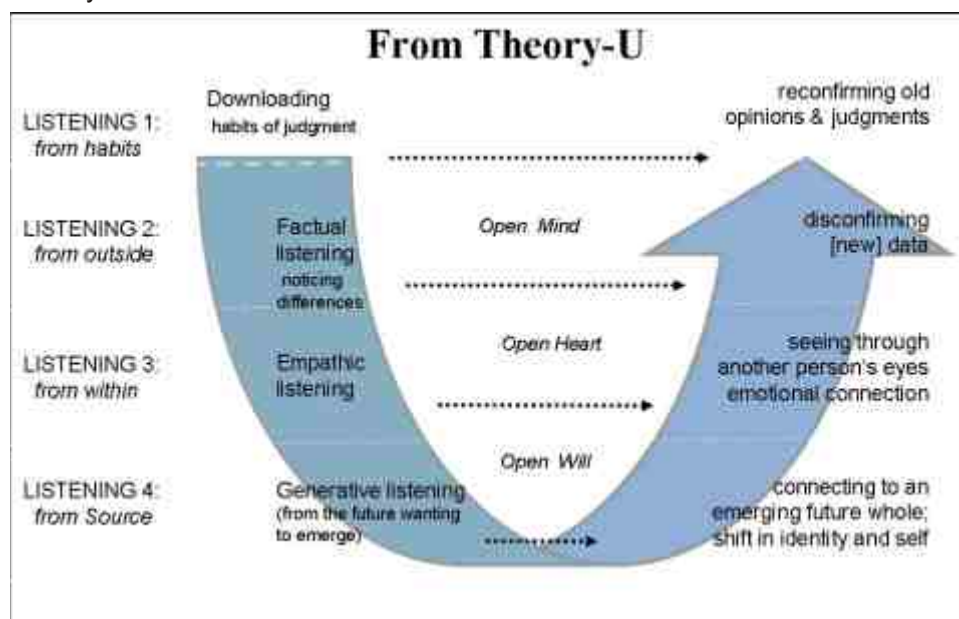 From Theory-U
LISTENING 1:
from habits
Downloading
habits of judgment
reconfirming old
opinions & judgments
LISTENING 2:
from outside
Factual
listening
noticing
differences
Open Mind
disconfirming
[new] data
LISTENING 3:
from within
Empathic
listening
Open Heart
seeing through
another person's eyes
emotional connection
LISTENING 4:
from Source
Generative listening
(from the future wanting
to emerge)
Open Will
connecting to an
emerging future whole;
shift in identity and self